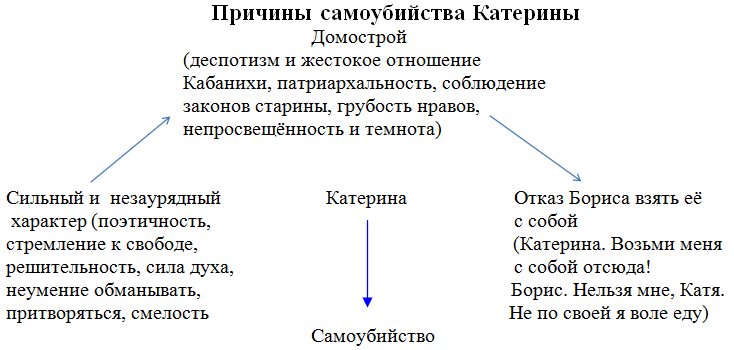 Причины самоубийства Катерины
Домострой
(деспотизм и жестокое отношение
Кабанихи, патриархальность, соблюдение
законов старины, грубость нравов,
непросвещённость и темнота)
Сильный и незаурядный
характер (поэтичность,
стремление к свободе,
решительность, сила духа,
неумение обманывать,
притворяться, смелость
Катерина
Отказ Бориса взять её
с собой
(Катерина. Возьми меня
с собой отсюда!
Борис. Нельзя мне, Катя.
Не по своей я воле еду)
Самоубийство